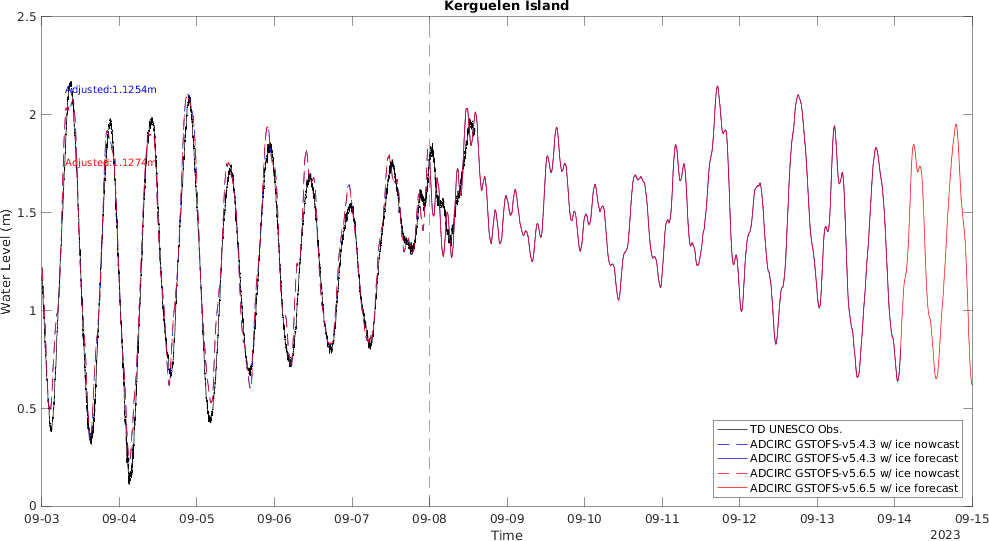 Kerguelen Island
2.5
2
1.5
1
0.5
0
Water Level (m)
Adjusted:1.1254m
Adjusted:1.1274m
TD UNESCO Obs.
ADCIRC GSTOFS-v5.4.3 w/ ice nowcast
ADCIRC GSTOFS-v5.4.3 w/ ice forecast
ADCIRC GSTOFS-v5.6.5 w/ ice nowcast
ADCIRC GSTOFS-v5.6.5 w/ ice forecast
09-03 09-04 09-05 09-06 09-07 09-08 09-09 09-10 09-11 09-12 09-13 09-14 09-15
Time
2023